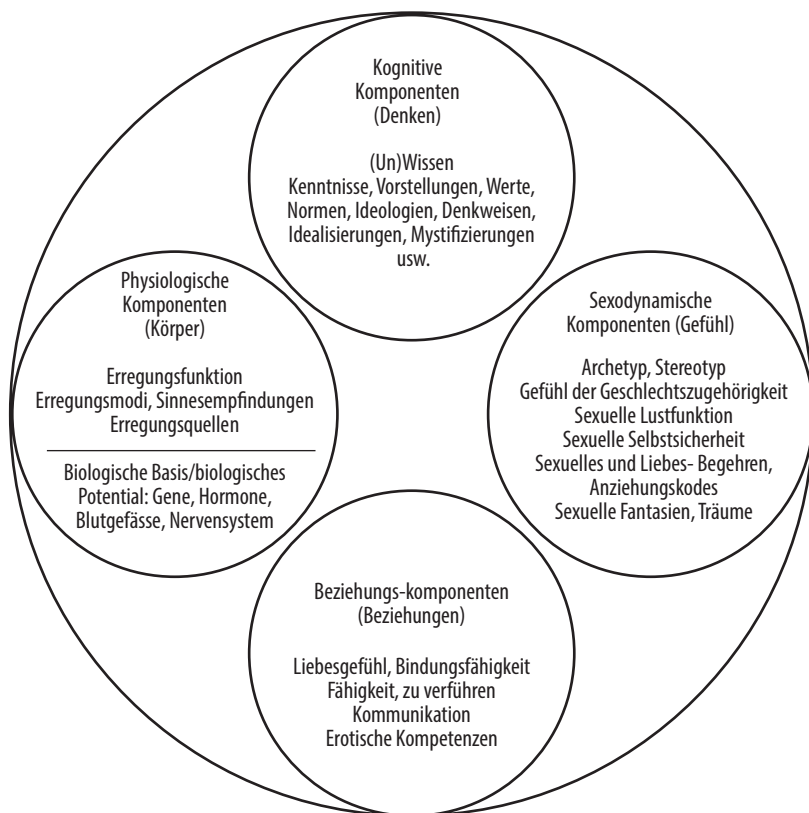 Kognitive
Komponenten
(Denken)
(Un)Wissen
Kenntnisse, Vorstellungen, Werte,
Normen, Ideologien, Denkweisen,
Idealisierungen, Mystifizierungen
usw.
Physiologische
Komponenten
(Körper)
Erregungsfunktion
Erregungsmodi, Sinnesempfindungen
Erregungsquellen
Biologische Basis/biologisches
Potential: Gene, Hormone,
Blutgefässe, Nervensystem
Sexodynamische
Komponenten (Gefühl)
Archetyp, Stereotyp
Gefühl der Geschlechtszugehörigkeit
Sexuelle Lustfunktion
Sexuelle Selbstsicherheit
Sexuelles und Liebes- Begehren,
Anziehungskodes
Sexuelle Fantasien, Träume
Beziehungs-komponenten
(Beziehungen)
Liebesgefühl, Bindungsfähigkeit
Fähigkeit, zu verführen
Kommunikation
Erotische Kompetenzen